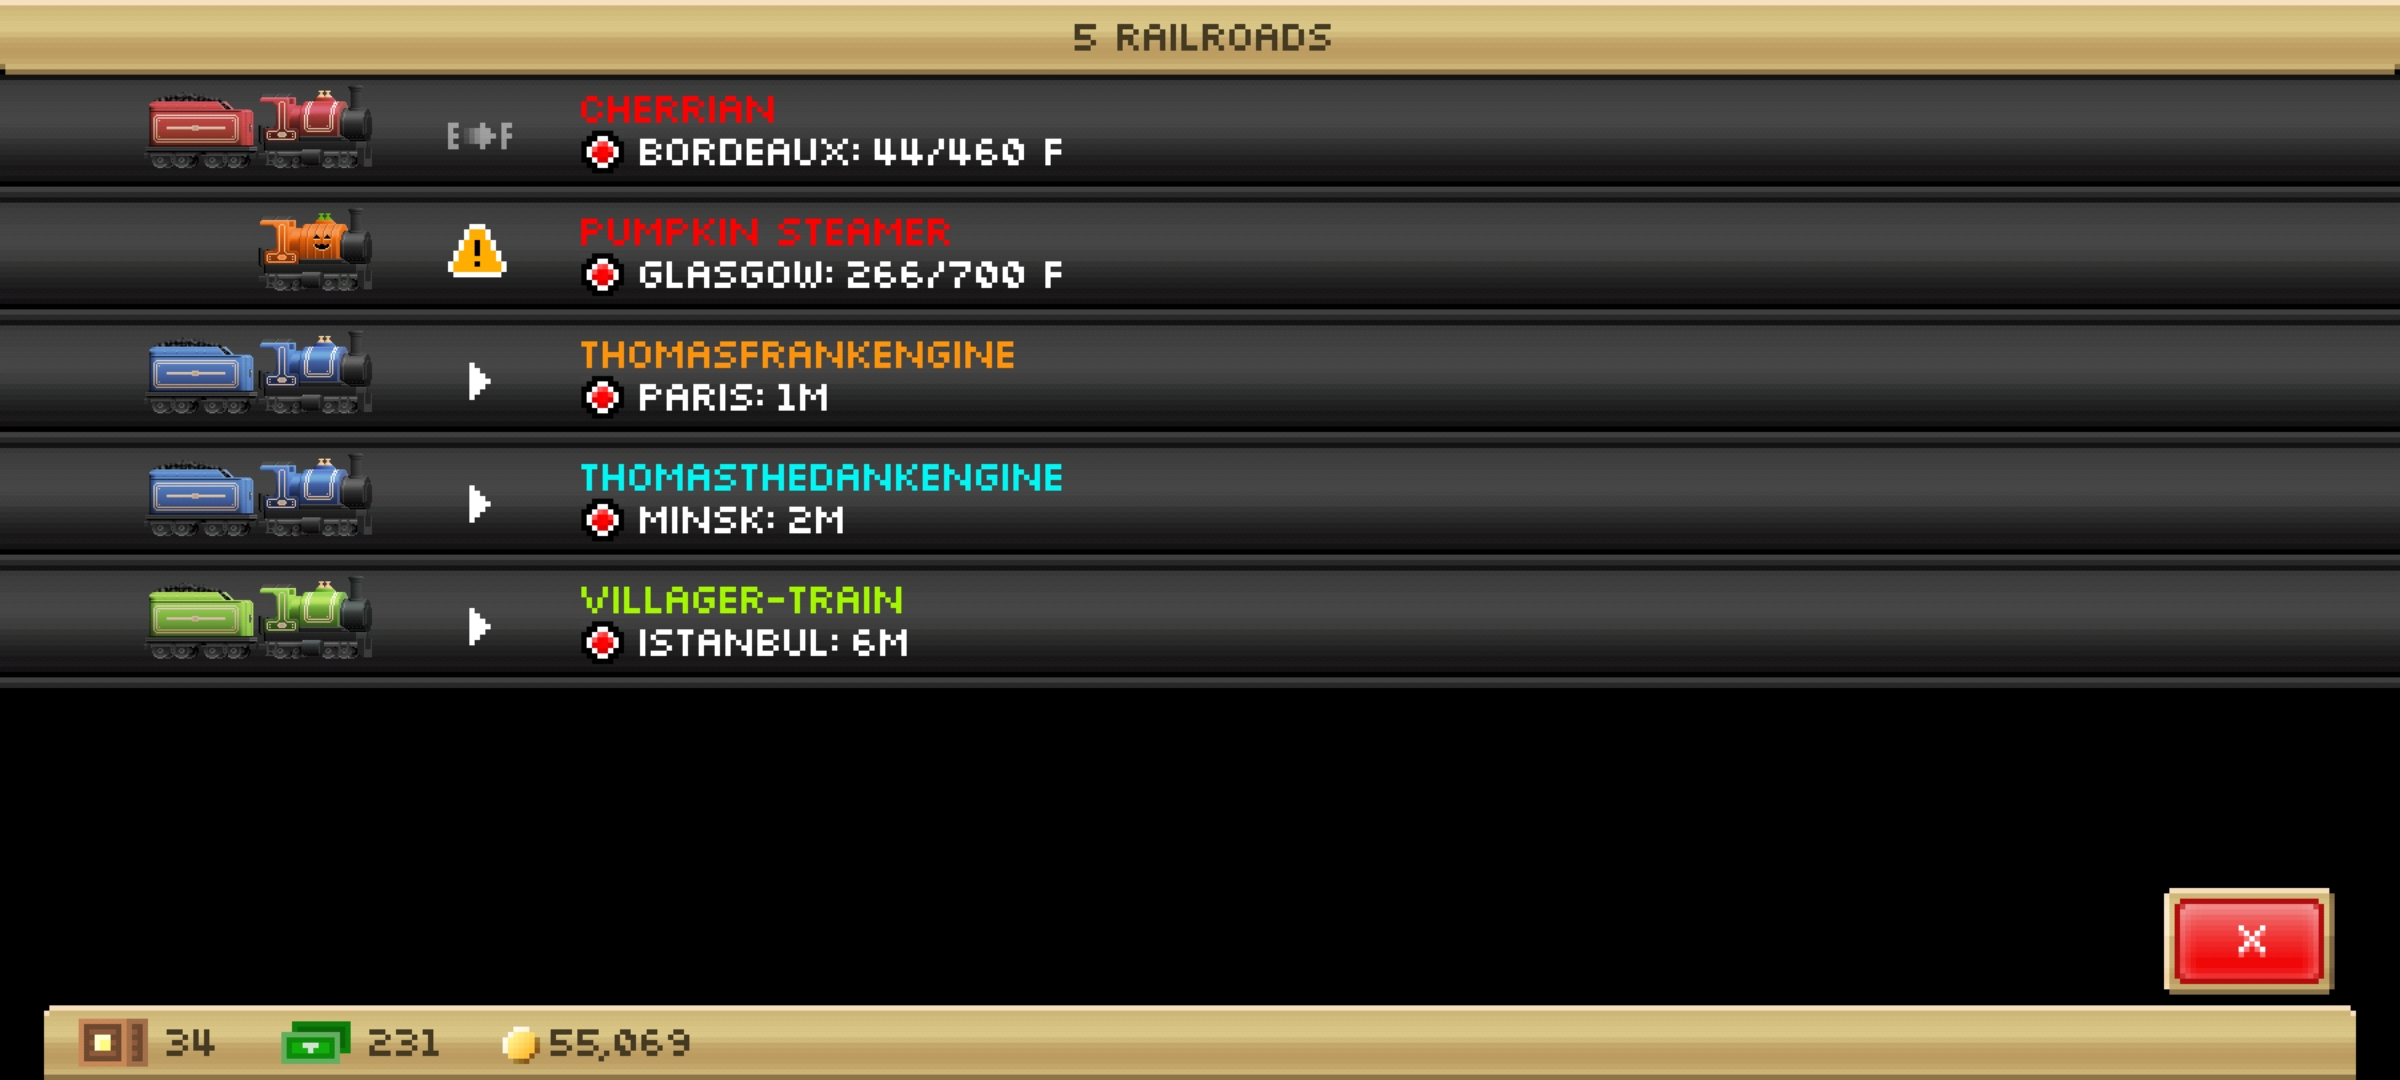 5 RAILROADS
E F
CHERRIAN
BORDEAUX: 44/460 F
!
PUMPKIN STEAMER
GLASGOW: 266/700 F
THOMASFRANKENGINE
PARIS: 1M
THOMASTHEDANKENGINE
MINSK: 2M
VILLAGER-TRAIN
ISTANBUL: 6M
X
34 231 55,069